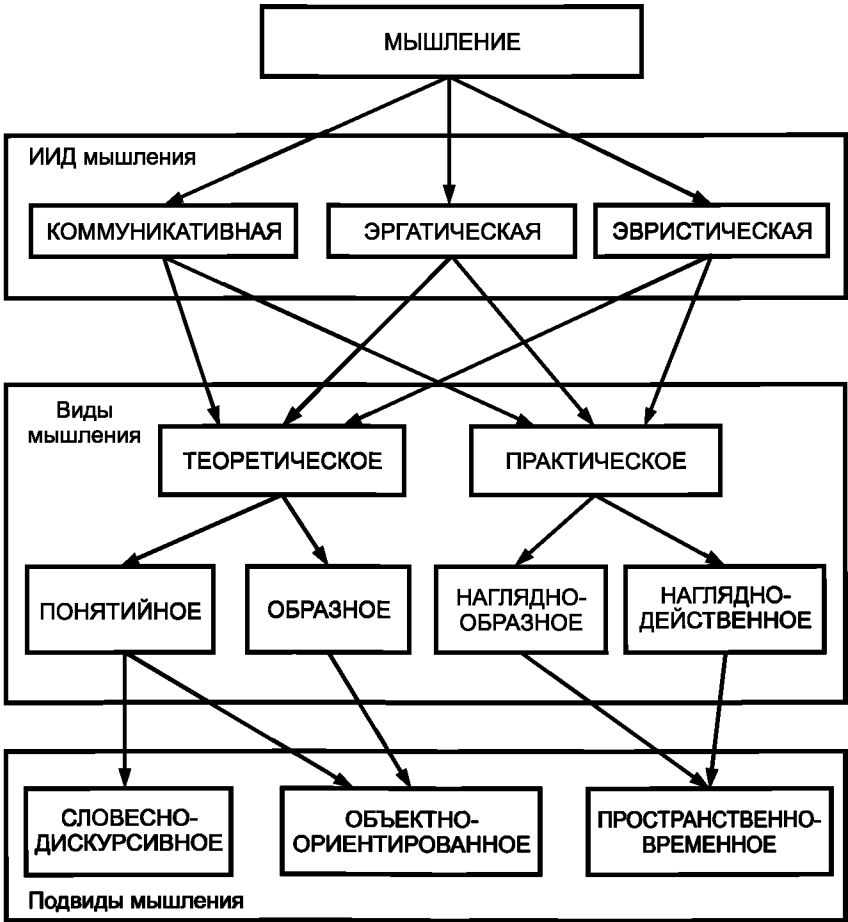 МЫШЛЕНИЕ
ИИД мышления
КОММУНИКАТИВНАЯ
ЭРГАТИЧЕСКАЯ
ЭВРИСТИЧЕСКАЯ
Виды
мышления
ТЕОРЕТИЧЕСКОЕ
ПРАКТИЧЕСКОЕ
ПОНЯТИЙНОЕ
ОБРАЗНОЕ
НАГЛЯДНО-
ОБРАЗНОЕ
НАГЛЯДНО-
ДЕЙСТВЕННОЕ
СЛОВЕСНО-
ДИСКУРСИВНОЕ
ОБЪЕКТНО-
ОРИЕНТИРОВАННОЕ
ПРОСТРАНСТВЕННО-
ВРЕМЕННОЕ
Подвиды мышления